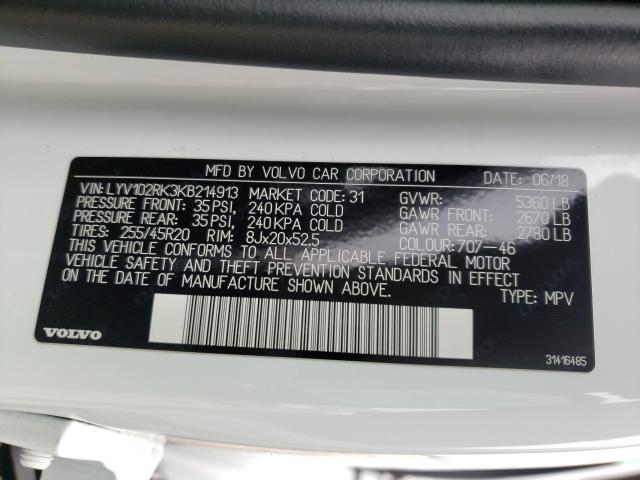 MFD BY VOLVO CAR CORPORATION DATE: 06/18
VIN: LYV102RK3KB214913 MARKET CODE: 31 GVWR: 5360 LB
PRESSURE FRONT: 35 PSI, 240 KPA COLD GAWR FRONT: 2670 LB
PRESSURE REAR: 35 PSI, 240 KPA COLD GAWR REAR: 2780 LB
TIRES: 255/45R20 RIM: 8Jx20x52.5 COLOUR: 707-46
THIS VEHICLE CONFORMS TO ALL APPLICABLE FEDERAL MOTOR
VEHICLE SAFETY AND THEFT PREVENTION STANDARDS IN EFFECT
ON THE DATE OF MANUFACTURE SHOWN ABOVE. TYPE: MPV
VOLVO
31416485